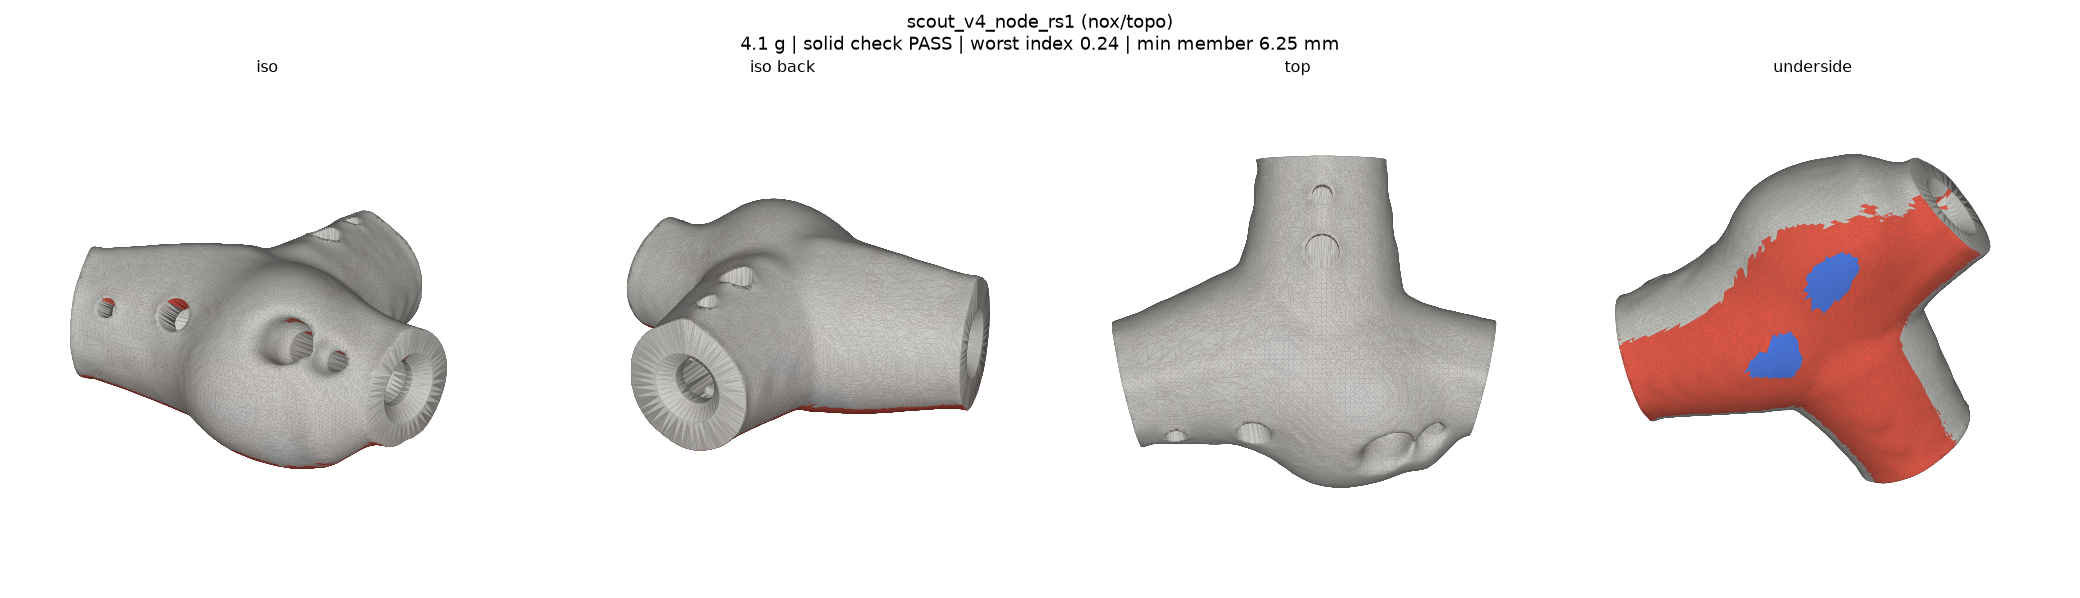 scout_v4_node_rs1 (nox/topo)
4.1 g | solid check PASS | worst index 0.24 | min member 6.25 mm
iso
iso back
top
underside